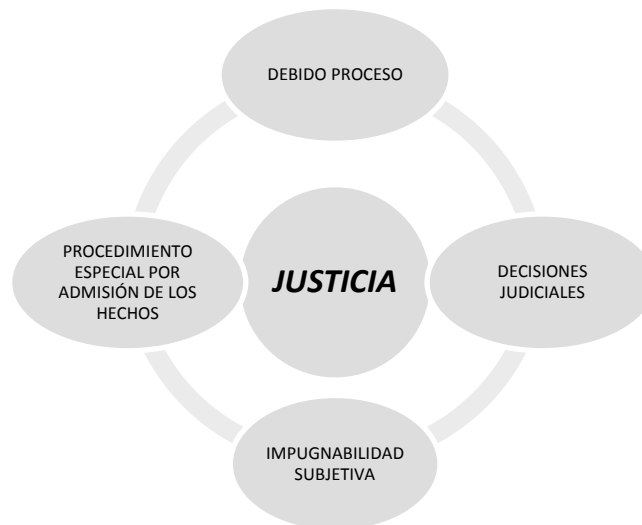 DEBIDO PROCESO
PROCEDIMIENTO
ESPECIAL POR
ADMISIÓN DE LOS
HECHOS
JUSTICIA
DECISIONES
JUDICIALES
IMPUGNABILIDAD
SUBJETIVA